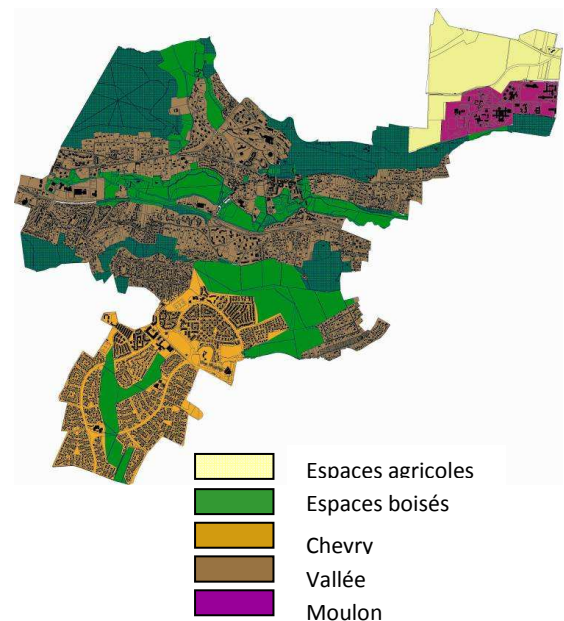 Espaces agricoles
Espaces boisés
Chevry
Vallée
Moulon